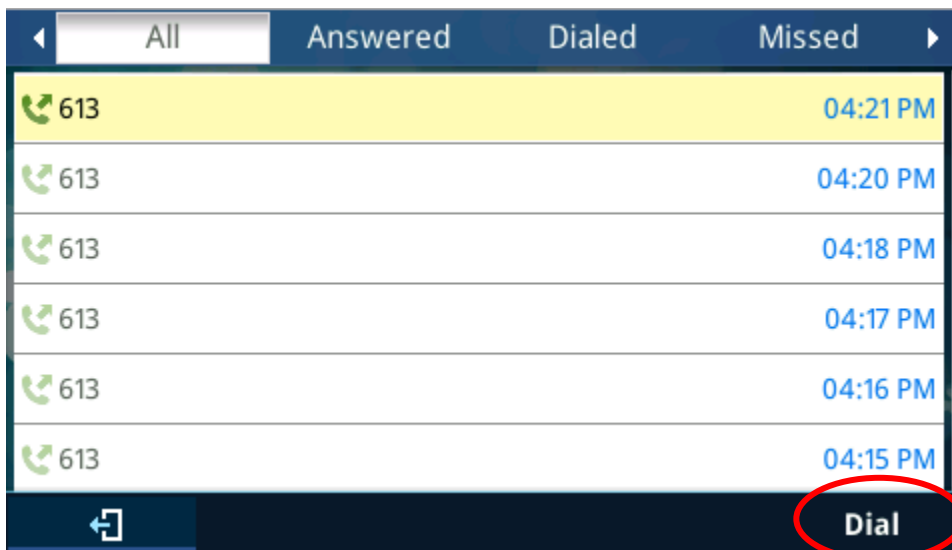 All Answered Dialed Missed
613 04:21 PM
613 04:20 PM
613 04:18 PM
613 04:17 PM
613 04:16 PM
613 04:15 PM
Dial